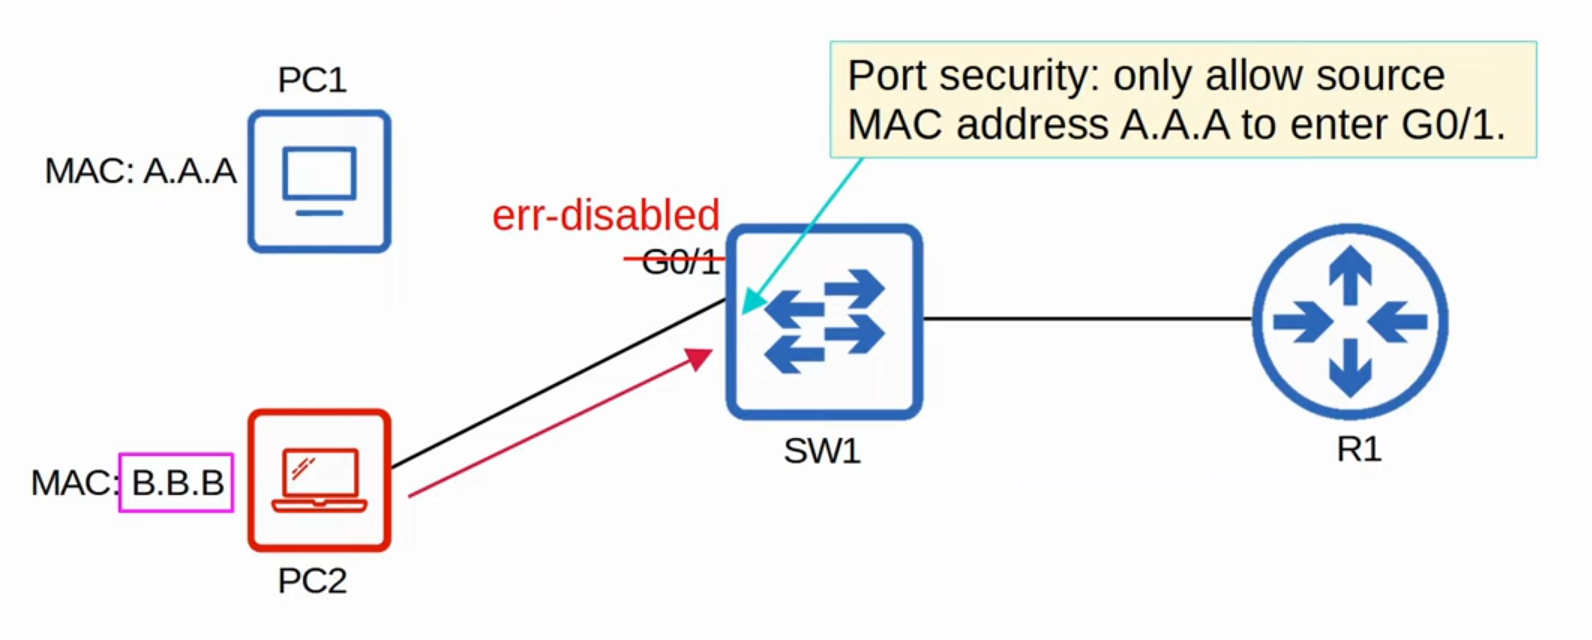 PC1
MAC: A.A.A
Port security: only allow source
MAC address A.A.A to enter G0/1.
err-disabled
G0/1
SW1
R1
MAC: B.B.B
PC2